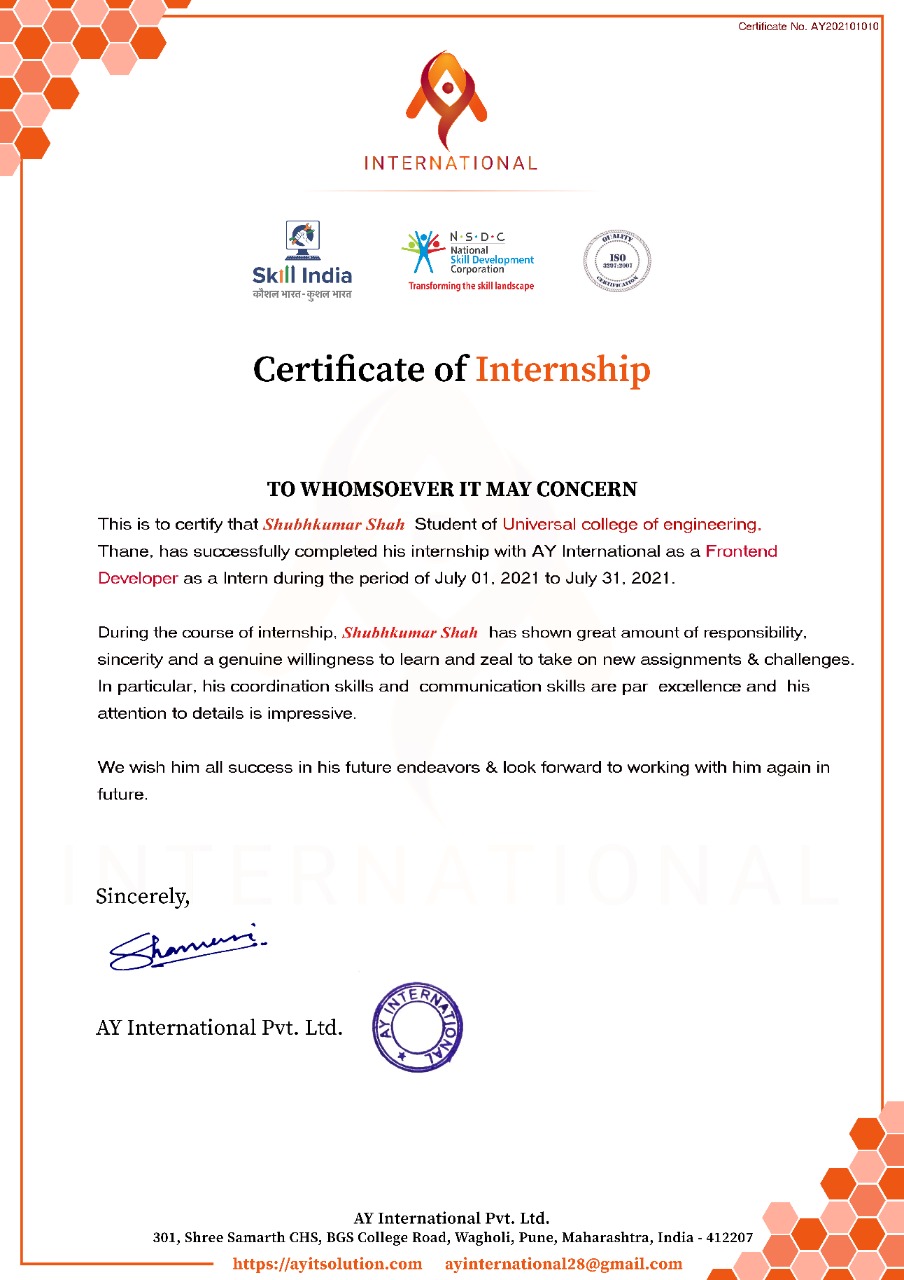 Certificate No. AY202101010
INTERNATIONAL
Skill India
कौशल भारत-कुशल भारत
N·S·D·C
National
Skill Development
Corporation
Transforming the skill landscape
QUALITY
ISO
3297:2007
CERTIFICATION
Certificate of Internship
TO WHOMSOEVER IT MAY CONCERN
This is to certify that Shubhkumar Shah Student of Universal college of engineering,
Thane, has successfully completed his internship with AY International as a Frontend
Developer as a Intern during the period of July 01, 2021 to July 31, 2021.
During the course of internship, Shubhkumar Shah has shown great amount of responsibility,
sincerity and a genuine willingness to learn and zeal to take on new assignments & challenges.
In particular, his coordination skills and communication skills are par excellence and his
attention to details is impressive.
We wish him all success in his future endeavors & look forward to working with him again in
future.
INTERNATIONAL
Sincerely,
AY International Pvt. Ltd.
AY INTERNATIONAL
AY International Pvt. Ltd.
301, Shree Samarth CHS, BGS College Road, Wagholi, Pune, Maharashtra, India - 412207
https://ayitsolution.com ayinternational28@gmail.com